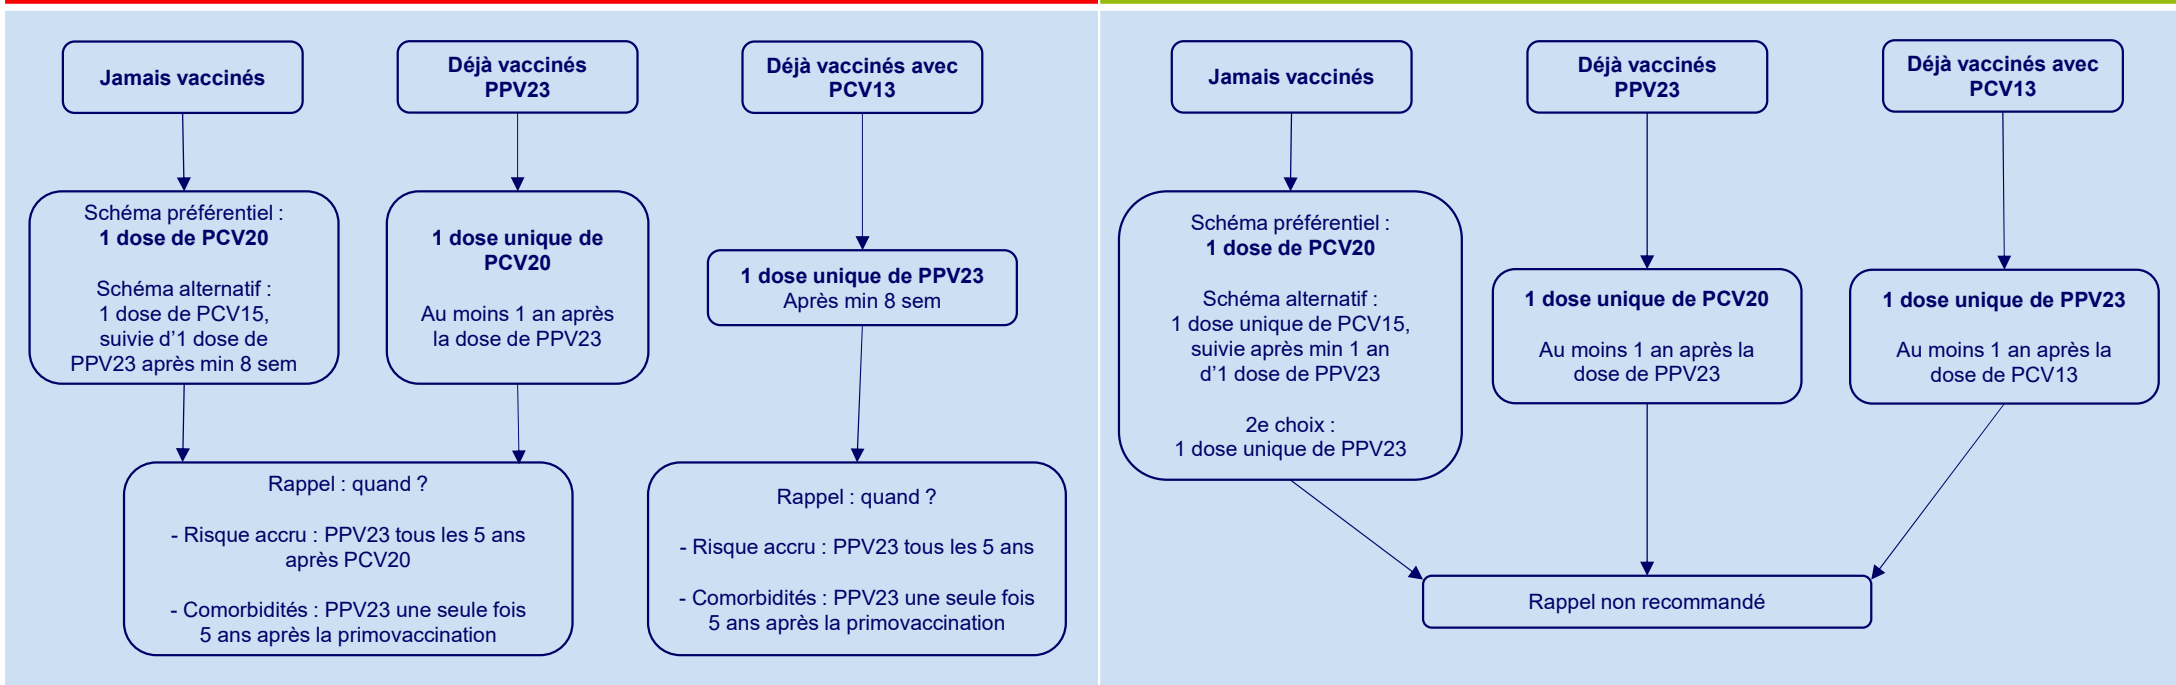 Jamais vaccinés
Déjà vaccinés
PPV23
Déjà vaccinés avec
PCV13
Schéma préférentiel :
1 dose de PCV20
Schéma alternatif :
1 dose de PCV15,
suivie d’1 dose de
PPV23 après min 8 sem
1 dose unique de
PCV20
Au moins 1 an après
la dose de PPV23
1 dose unique de PPV23
Après min 8 sem
Rappel : quand ?
- Risque accru : PPV23 tous les 5 ans
après PCV20
- Comorbidités : PPV23 une seule fois
5 ans après la primovaccination
Rappel : quand ?
- Risque accru : PPV23 tous les 5 ans
- Comorbidités : PPV23 une seule fois
5 ans après la primovaccination
Jamais vaccinés
Déjà vaccinés
PPV23
Déjà vaccinés avec
PCV13
Schéma préférentiel :
1 dose de PCV20
Schéma alternatif :
1 dose unique de PCV15,
suivie après min 1 an
d’1 dose de PPV23
2e choix :
1 dose unique de PPV23
1 dose unique de PCV20
Au moins 1 an après la
dose de PPV23
1 dose unique de PPV23
Au moins 1 an après la
dose de PCV13
Rappel non recommandé